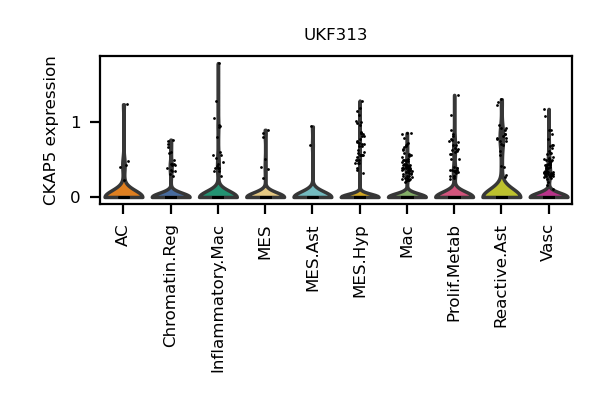 UKF313
CKAP5 expression
1
0
AC
Chromatin.Reg
Inflammatory.Mac
MES
MES.Ast
MES.Hyp
Mac
Prolif.Metab
Reactive.Ast
Vasc